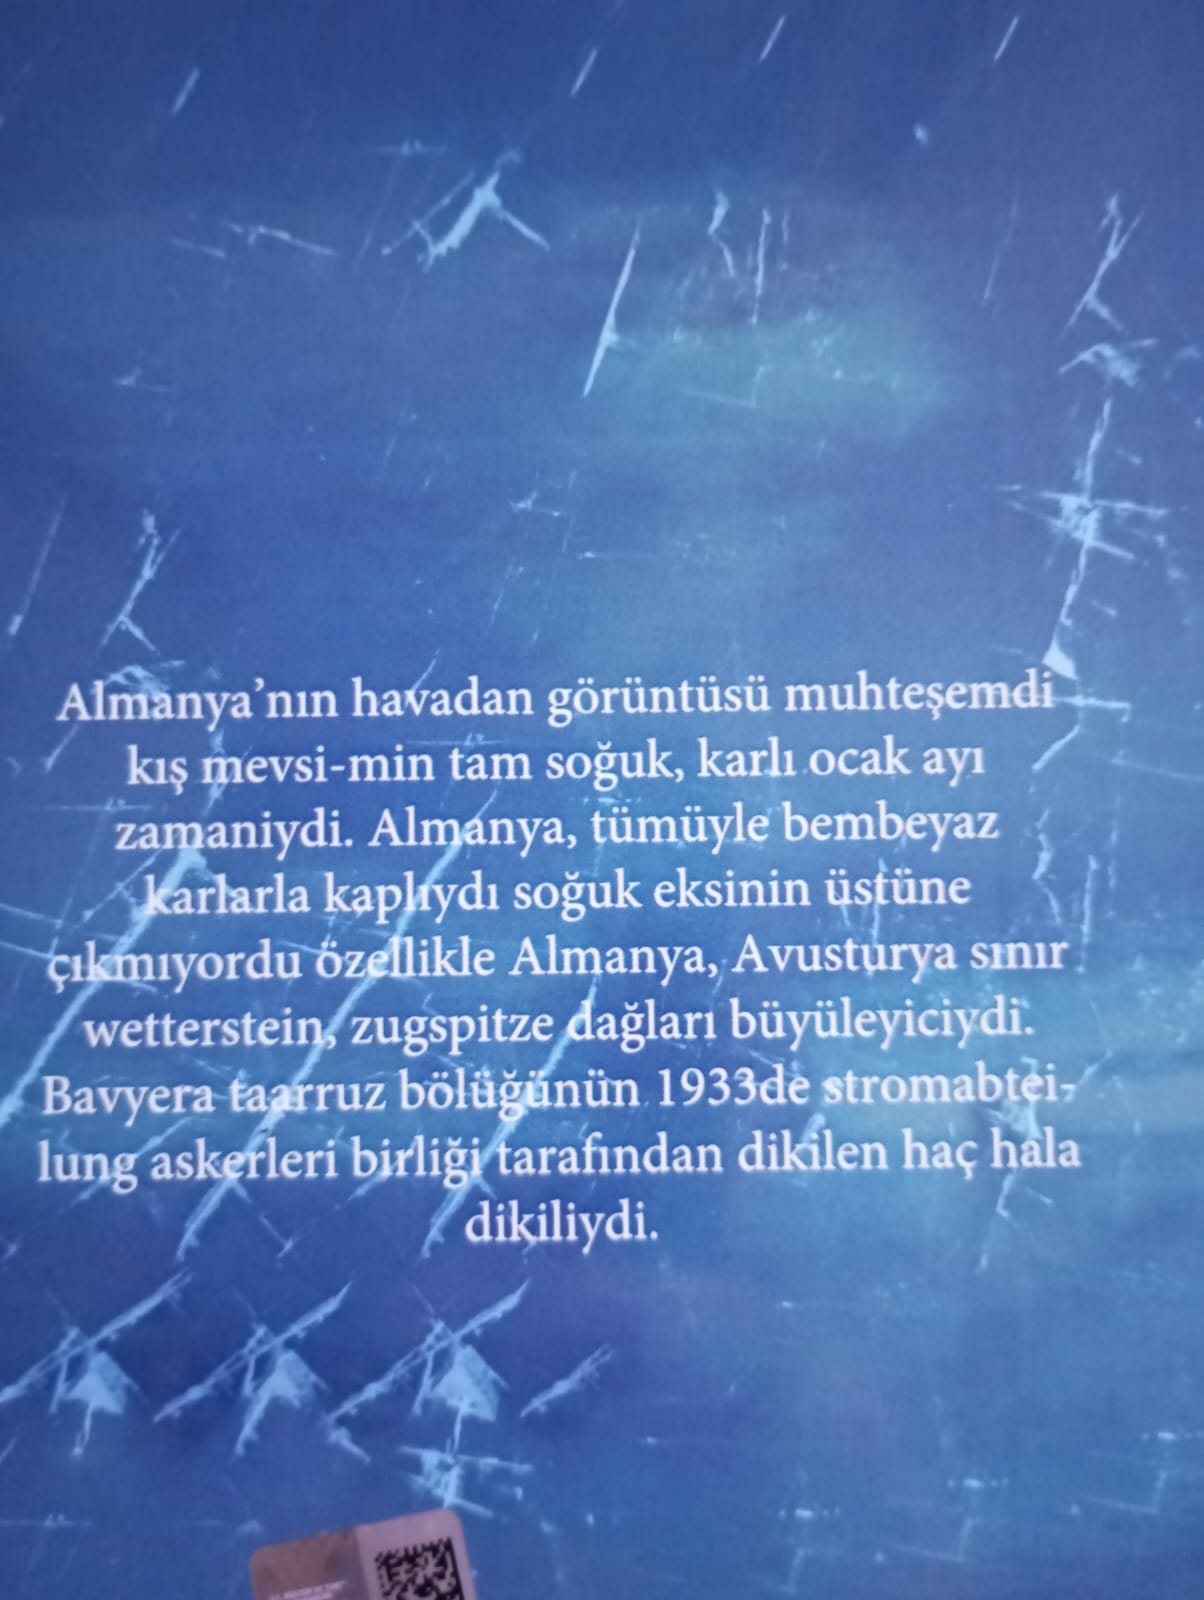 Almanya’nın havadan görüntüsü muhteşemdi
kış mevsi-min tam soğuk, karlı ocak ayı
zamaniydi. Almanya, tümüyle bembeyaz
karlarla kaplıydı soğuk eksinin üstüne
çıkmıyordu özellikle Almanya, Avusturya sınır
wetterstein, zugspitze dağları büyüleyiciydi.
Bavyera taarruz bölüğünün 1933de stromabtei-
lung askerleri birliği tarafından dikilen haç hala
dikiliydi.